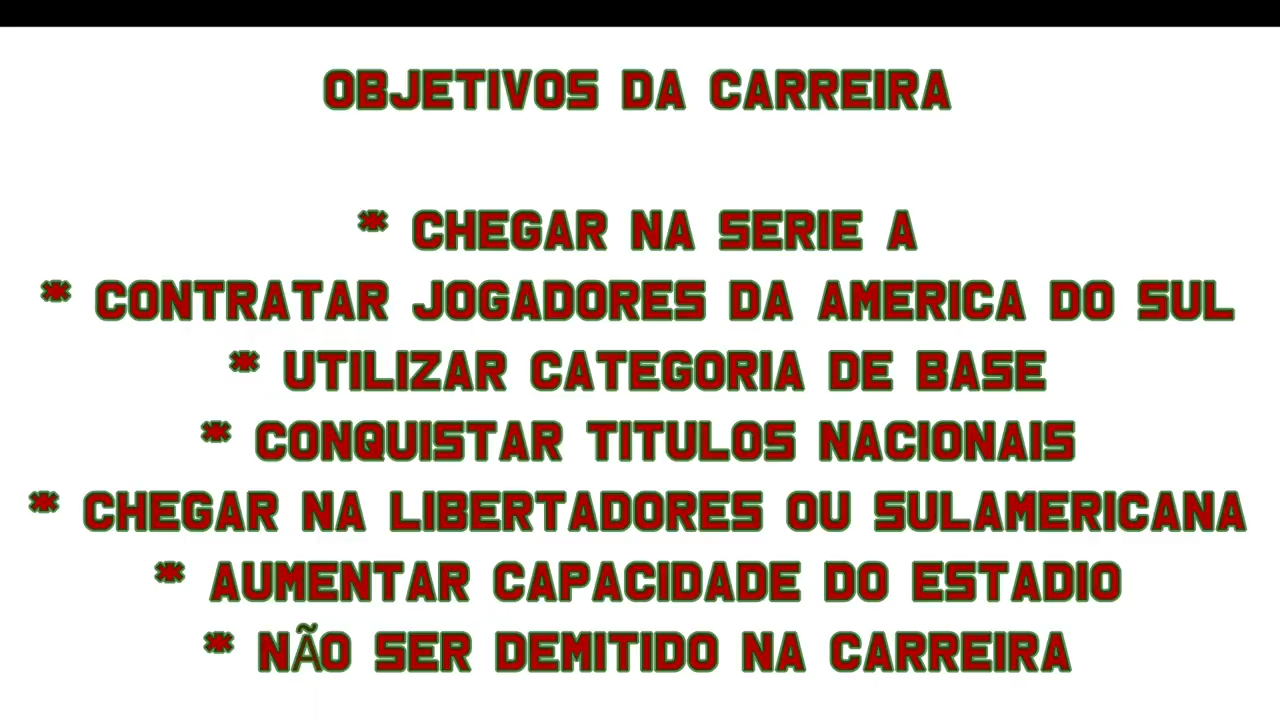 OBJETIVOS DA CARREIRA
* CHEGAR NA SERIE A
* CONTRATAR JOGADORES DA AMERICA DO SUL
* UTILIZAR CATEGORIA DE BASE
* CONQUISTAR TITULOS NACIONAIS
* CHEGAR NA LIBERTADORES OU SULAMERICANA
* AUMENTAR CAPACIDADE DO ESTADIO
* NÃO SER DEMITIDO NA CARREIRA